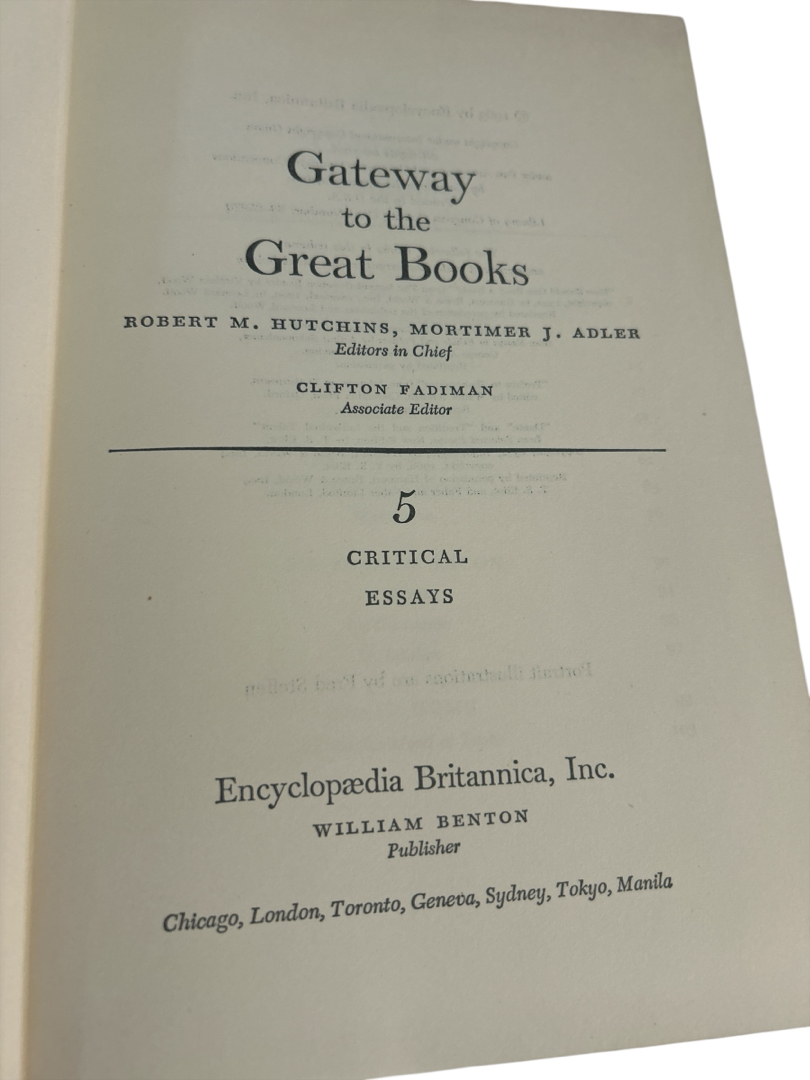 Gateway
to the
Great Books
ROBERT M. HUTCHINS, MORTIMER J. ADLER
Editors in Chief
CLIFTON FADIMAN
Associate Editor
5
CRITICAL
ESSAYS
Encyclopædia Britannica, Inc.
WILLIAM BENTON
Publisher
Chicago, London, Toronto, Geneva, Sydney, Tokyo, Manila